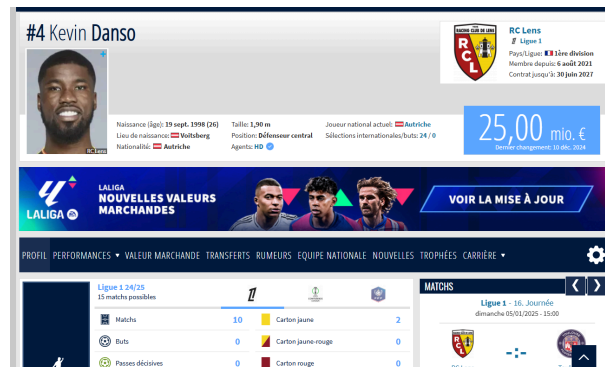 #4 Kevin Danso
RC Lens
Ligue 1
Pays/Ligue: 1ère division
Membre depuis: 6 août 2021
Contrat jusqu'à: 30 juin 2027
RACING CLUB DE LENS
RCL
RC Lens
Naissance (âge): 19 sept. 1998 (26)
Lieu de naissance: Voitsberg
Nationalité: Autriche
Taille: 1,90 m
Position: Défenseur central
Agents: HD
Joueur national actuel: Autriche
Sélections internationales/buts: 24 / 0
25,00 mio. €
Dernier changement: 10 déc. 2024
LALIGA
LALIGA
NOUVELLES VALEURS
MARCHANDES
VOIR LA MISE À JOUR
PROFIL PERFORMANCES VALEUR MARCHANDE TRANSFERTS RUMEURS EQUIPE NATIONALE NOUVELLES TROPHÉES CARRIÈRE
Ligue 1 24/25
15 matchs possibles
Matchs 10 Carton jaune 2
Buts 0 Carton jaune-rouge 0
Passes décisives 0 Carton rouge 0
MATCHS
Ligue 1 - 16. Journée
dimanche 05/01/2025 - 15:00
-:-